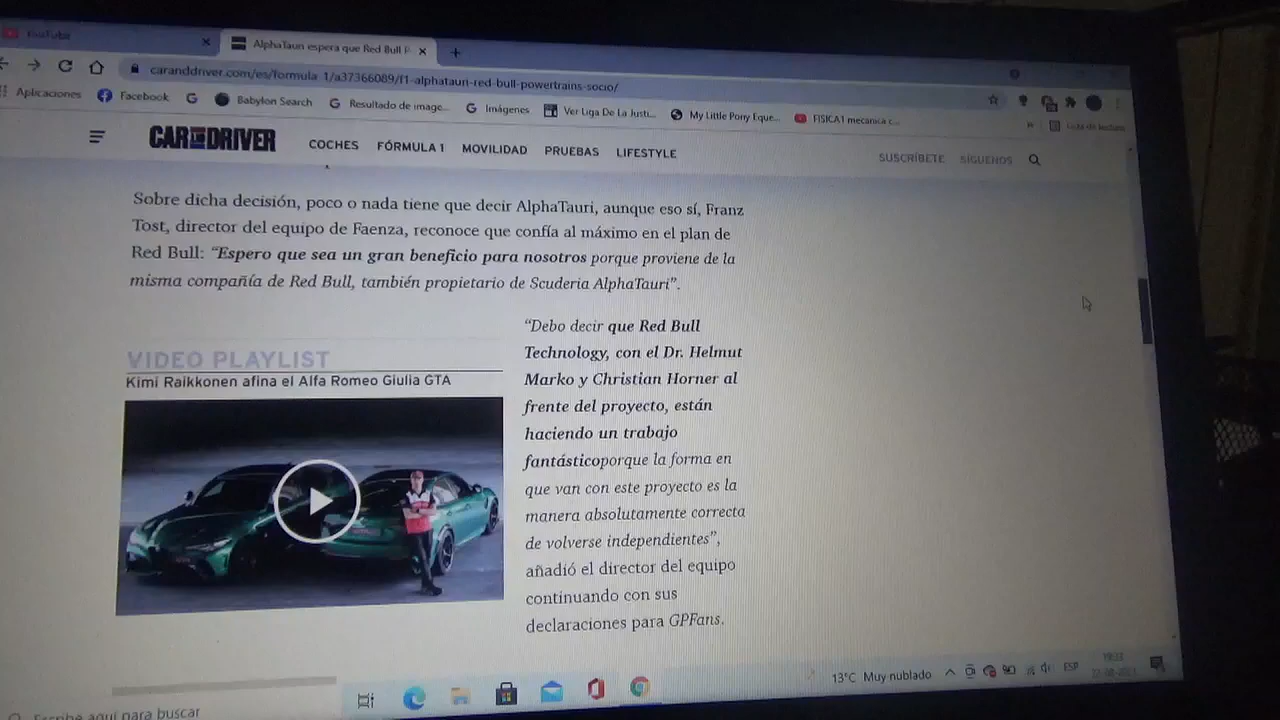 YouTube
AlphaTauri espera que Red Bull P
caranddriver.com/es/formula-1/a37366089/f1-alphatauri-red-bull-powertrains-socio/
Aplicaciones Facebook G Babylon Search Resultado de image... Imágenes Ver Liga De La Justi... My Little Pony Eque... FISICA1 mecanica c... Lista de lectura
CAR AND DRIVER COCHES FÓRMULA 1 MOVILIDAD PRUEBAS LIFESTYLE SUSCRÍBETE SÍGUENOS
Sobre dicha decisión, poco o nada tiene que decir AlphaTauri, aunque eso sí, Franz
Tost, director del equipo de Faenza, reconoce que confía al máximo en el plan de
Red Bull: “Espero que sea un gran beneficio para nosotros porque proviene de la
misma compañía de Red Bull, también propietario de Scuderia AlphaTauri”.
VIDEO PLAYLIST
Kimi Raikkonen afina el Alfa Romeo Giulia GTA
“Debo decir que Red Bull
Technology, con el Dr. Helmut
Marko y Christian Horner al
frente del proyecto, están
haciendo un trabajo
fantásticoporque la forma en
que van con este proyecto es la
manera absolutamente correcta
de volverse independientes”,
añadió el director del equipo
continuando con sus
declaraciones para GPFans.
Escribe aquí para buscar
13°C Muy nublado ESP